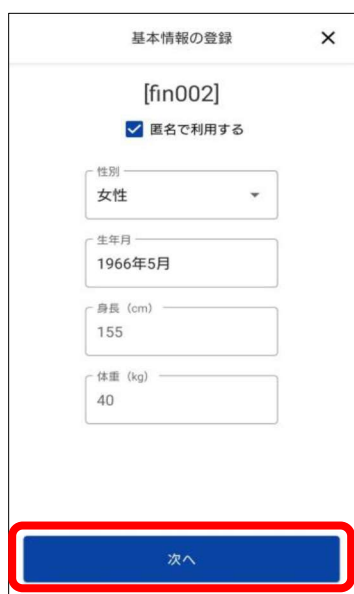 基本情報の登録 ×
[fin002]
匿名で利用する
性別
女性
生年月
1966年5月
身長 (cm)
155
体重 (kg)
40
次へ